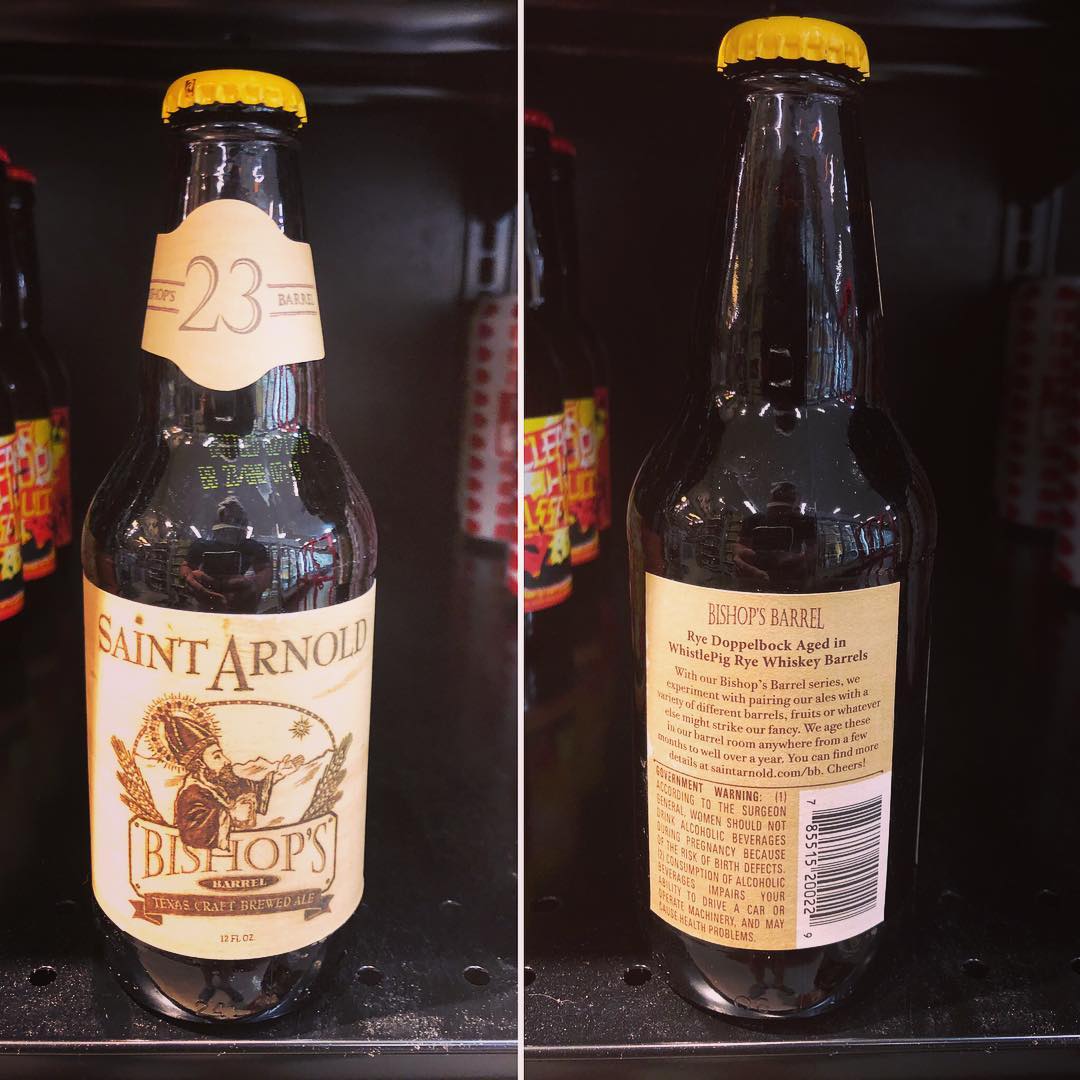 23
BARREL
SAINT ARNOLD
BISHOP'S
BARREL
TEXAS CRAFT BREWED ALE
12 FL OZ.
BISHOP'S BARREL
Rye Doppelbock Aged in
WhistlePig Rye Whiskey Barrels
With our Bishop's Barrel series, we
experiment with pairing our ales with a
variety of different barrels, fruits or whatever
else might strike our fancy. We age these
in our barrel room anywhere from a few
months to well over a year. You can find more
details at saintarnold.com/bb. Cheers!
GOVERNMENT WARNING: (1)
ACCORDING TO THE SURGEON
GENERAL, WOMEN SHOULD NOT
DRINK ALCOHOLIC BEVERAGES
DURING PREGNANCY BECAUSE
OF THE RISK OF BIRTH DEFECTS.
(2) CONSUMPTION OF ALCOHOLIC
BEVERAGES IMPAIRS YOUR
ABILITY TO DRIVE A CAR OR
OPERATE MACHINERY, AND MAY
CAUSE HEALTH PROBLEMS.
7 85515 20022 9